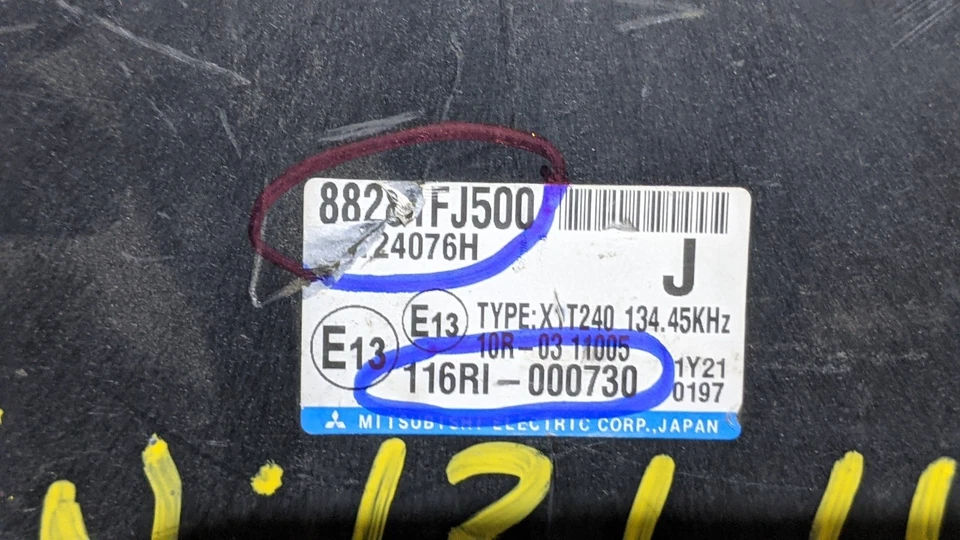 FJ500
24076H
J
E13
E13
TYPE:X T240 134.45KHz
10R-03 11005
116RI-000730
1Y21
0197
MITSUBISHI ELECTRIC CORP.,JAPAN